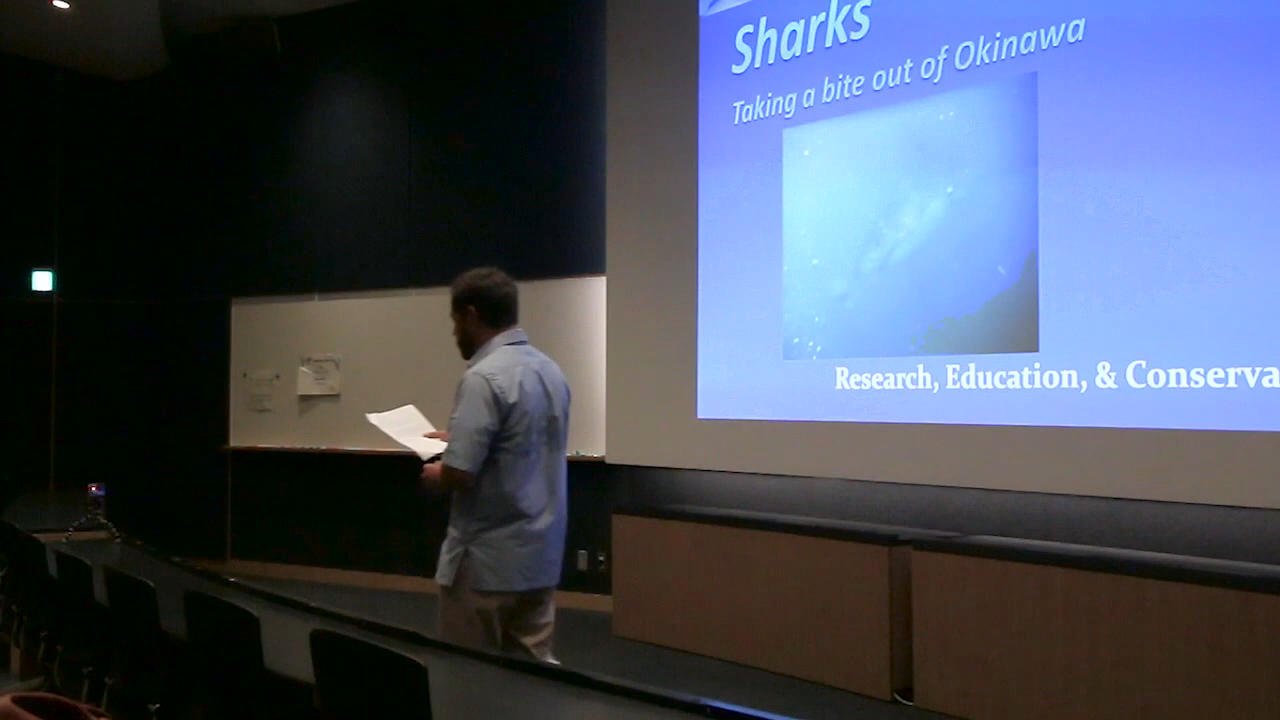 Sharks
Taking a bite out of Okinawa
Research, Education, & Conserva